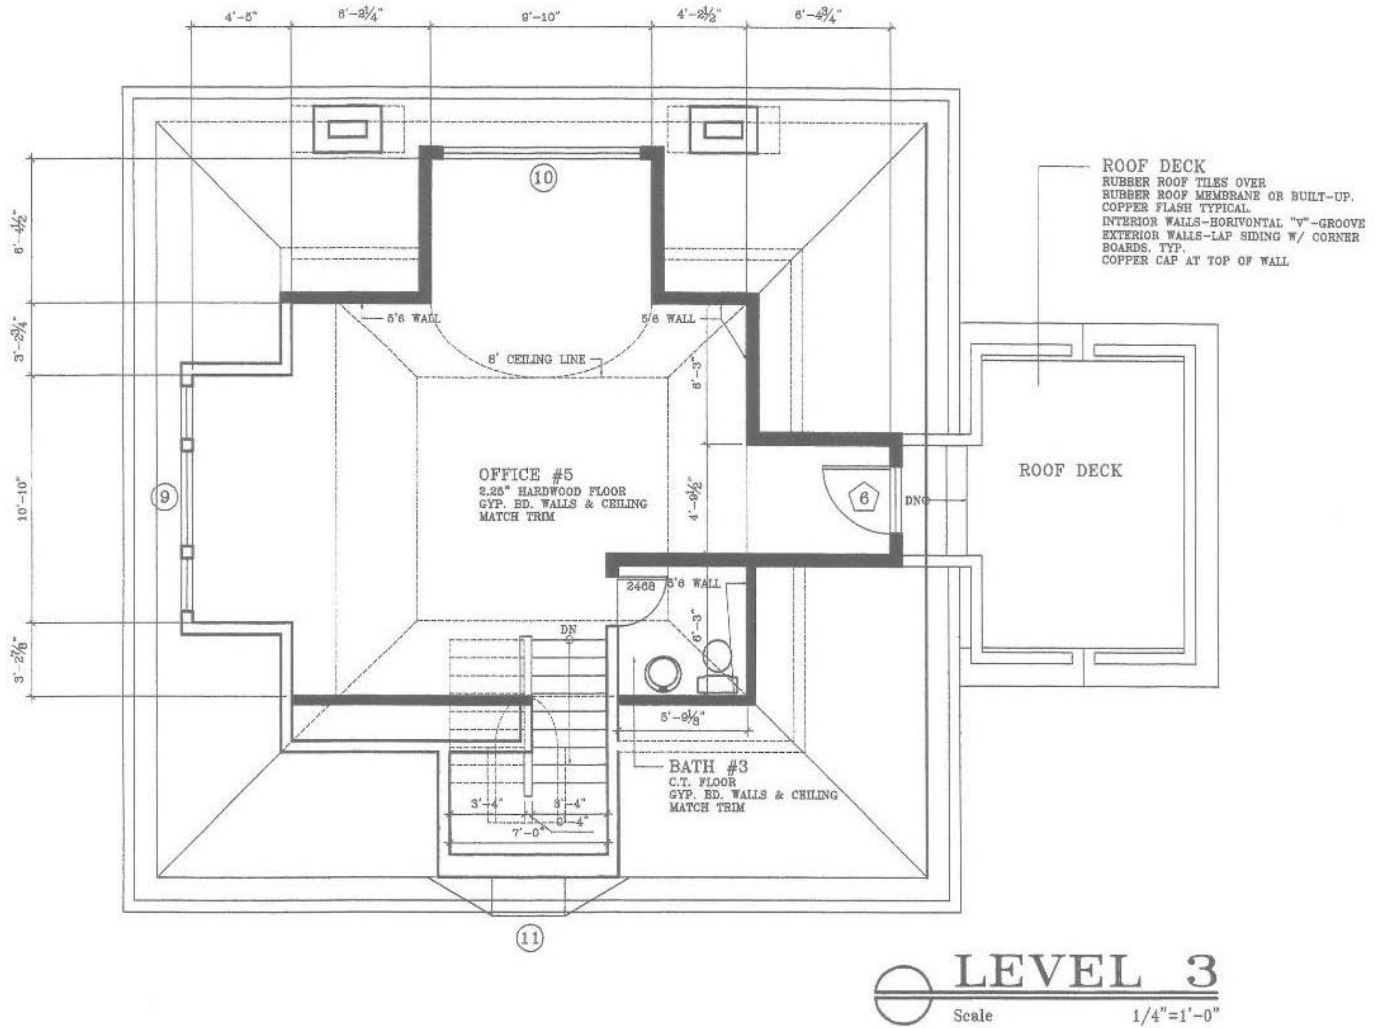 4'-5"
6'-2¼"
9'-10"
4'-2½"
6'-4¾"
10
ROOF DECK
RUBBER ROOF TILES OVER
RUBBER ROOF MEMBRANE OR BUILT-UP.
COPPER FLASH TYPICAL
INTERIOR WALLS-HORIVONTAL "V"-GROOVE
EXTERIOR WALLS-LAP SIDING W/ CORNER
BOARDS. TYP.
COPPER CAP AT TOP OF WALL
6'-4½"
5'6 WALL
5'6 WALL
3'-2¾"
8' CEILING LINE
6'-3"
OFFICE #5
2.25" HARDWOOD FLOOR
GYP. BD. WALLS & CEILING
MATCH TRIM
ROOF DECK
9
10'-10"
4'-9½"
6
DN
2468
5'6 WALL
DN
6'-3"
3'-2⅞"
5'-9⅛"
BATH #3
C.T. FLOOR
GYP. BD. WALLS & CEILING
MATCH TRIM
3'-4"
3'-4"
0'-4"
7'-0"
11
LEVEL 3
Scale 1/4"=1'-0"